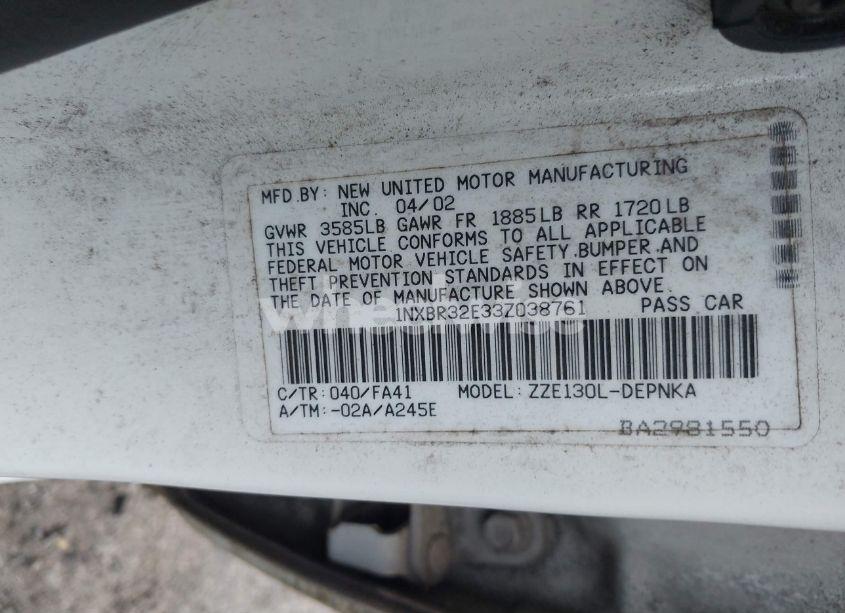 MFD.BY: NEW UNITED MOTOR MANUFACTURING
INC. 04/02
GVWR 3585LB GAWR FR 1885LB RR 1720LB
THIS VEHICLE CONFORMS TO ALL APPLICABLE
FEDERAL MOTOR VEHICLE SAFETY, BUMPER, AND
THEFT PREVENTION STANDARDS IN EFFECT ON
THE DATE OF MANUFACTURE SHOWN ABOVE.
1NXBR32E33Z038761 PASS.CAR
C/TR: 040/FA41 MODEL: ZZE130L-DEPNKA
A/TM: -02A/A245E
BA2981550